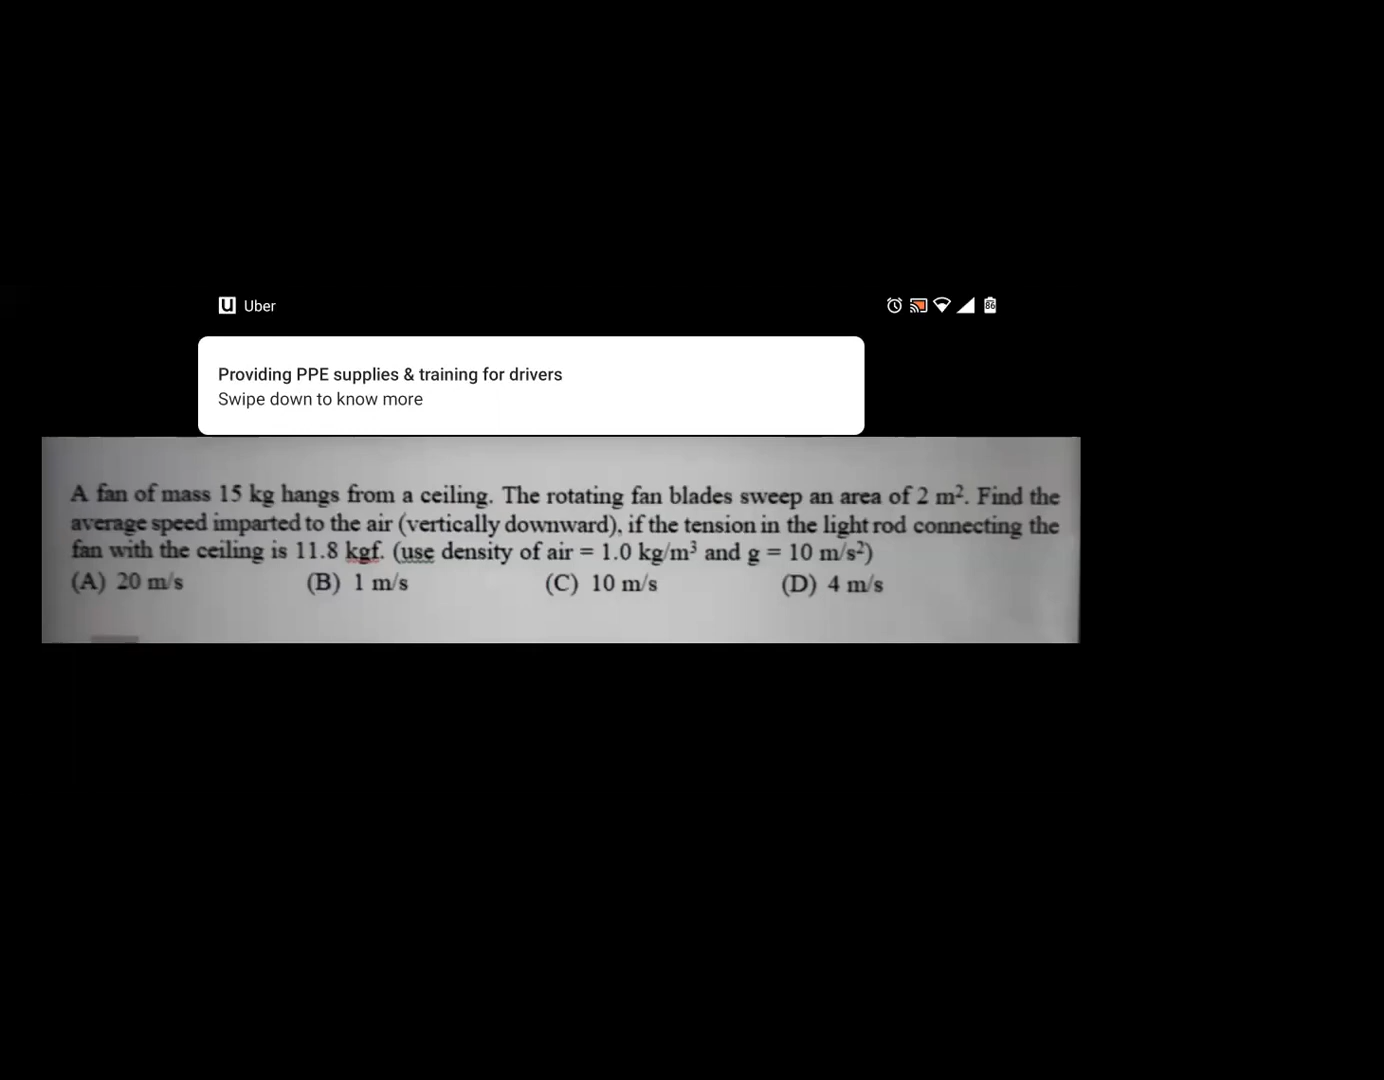 Uber
86
Providing PPE supplies & training for drivers
Swipe down to know more
A fan of mass 15 kg hangs from a ceiling. The rotating fan blades sweep an area of 2 m². Find the
average speed imparted to the air (vertically downward), if the tension in the light rod connecting the
fan with the ceiling is 11.8 kgf. (use density of air = 1.0 kg/m³ and g = 10 m/s²)
(A) 20 m/s (B) 1 m/s (C) 10 m/s (D) 4 m/s